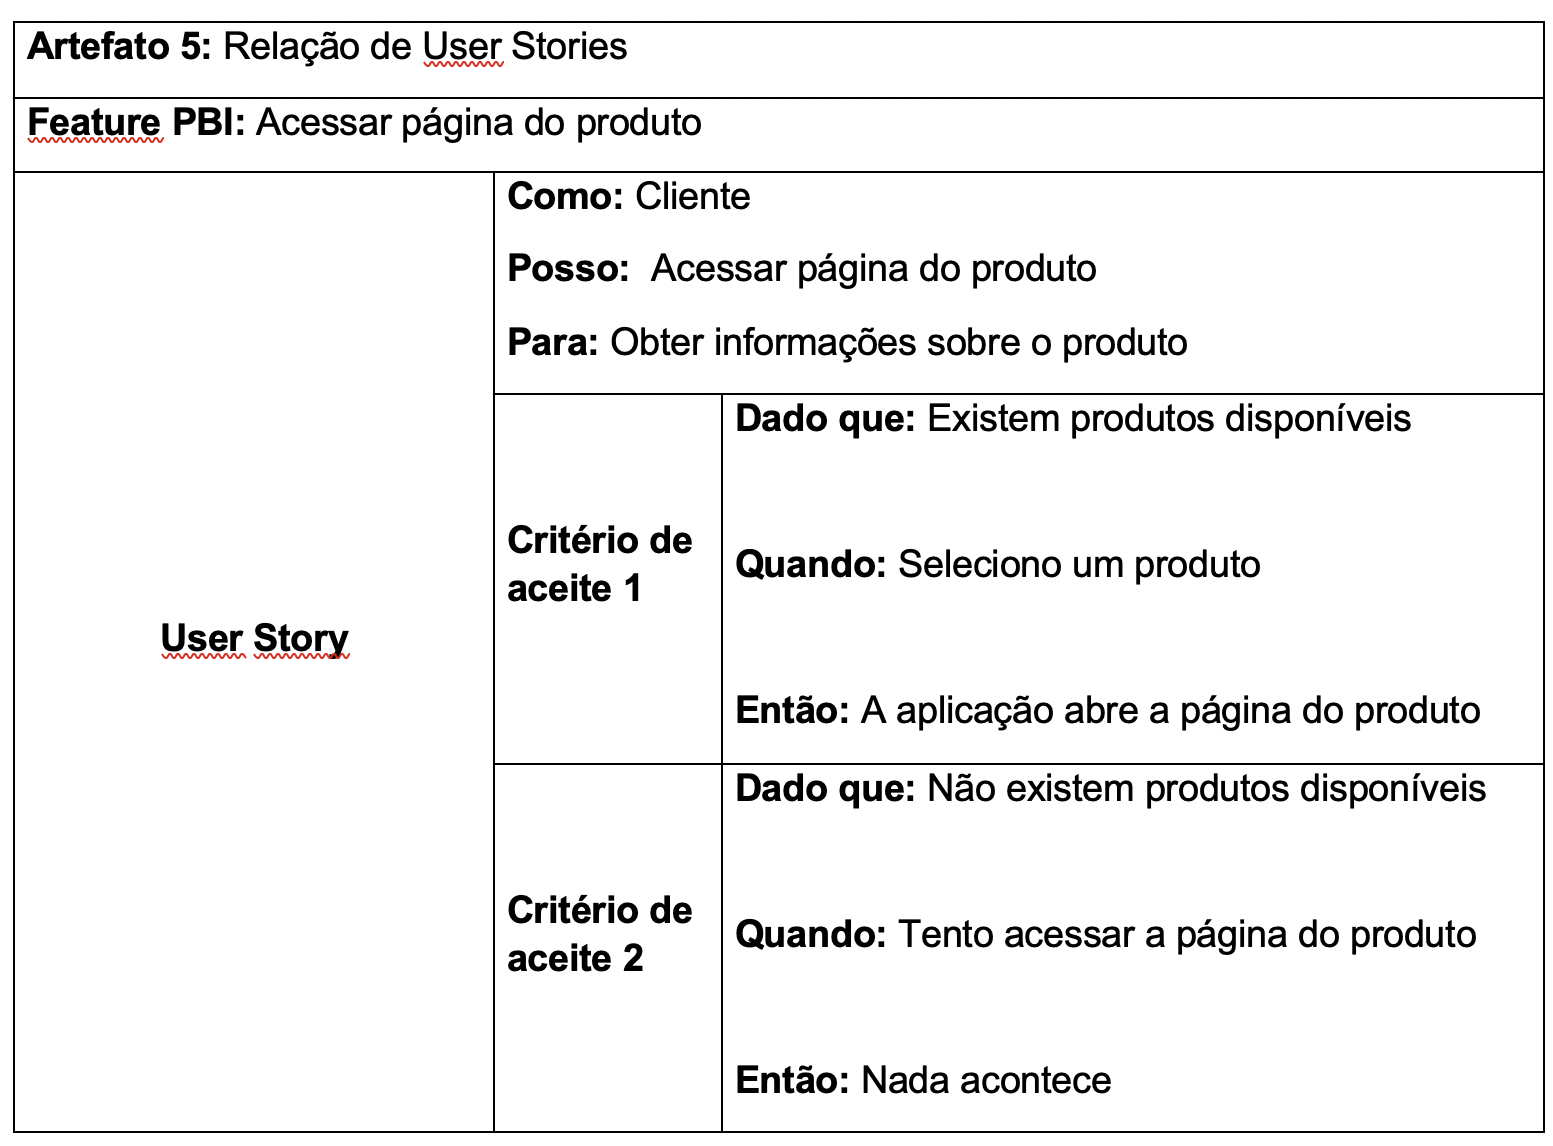 Artefato 5: Relação de User Stories
Feature PBI: Acessar página do produto
User Story
Como: Cliente
Posso: Acessar página do produto
Para: Obter informações sobre o produto
Critério de
aceite 1
Dado que: Existem produtos disponíveis
Quando: Seleciono um produto
Então: A aplicação abre a página do produto
Critério de
aceite 2
Dado que: Não existem produtos disponíveis
Quando: Tento acessar a página do produto
Então: Nada acontece